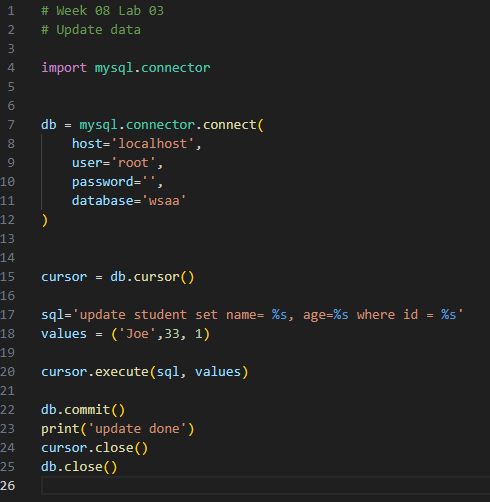 1 # Week 08 Lab 03
2 # Update data
3
4 import mysql.connector
5
6
7 db = mysql.connector.connect(
8     host='localhost',
9     user='root',
10     password='',
11     database='wsaa'
12 )
13
14
15 cursor = db.cursor()
16
17 sql='update student set name= %s, age=%s where id = %s'
18 values = ('Joe',33, 1)
19
20 cursor.execute(sql, values)
21
22 db.commit()
23 print('update done')
24 cursor.close()
25 db.close()
26